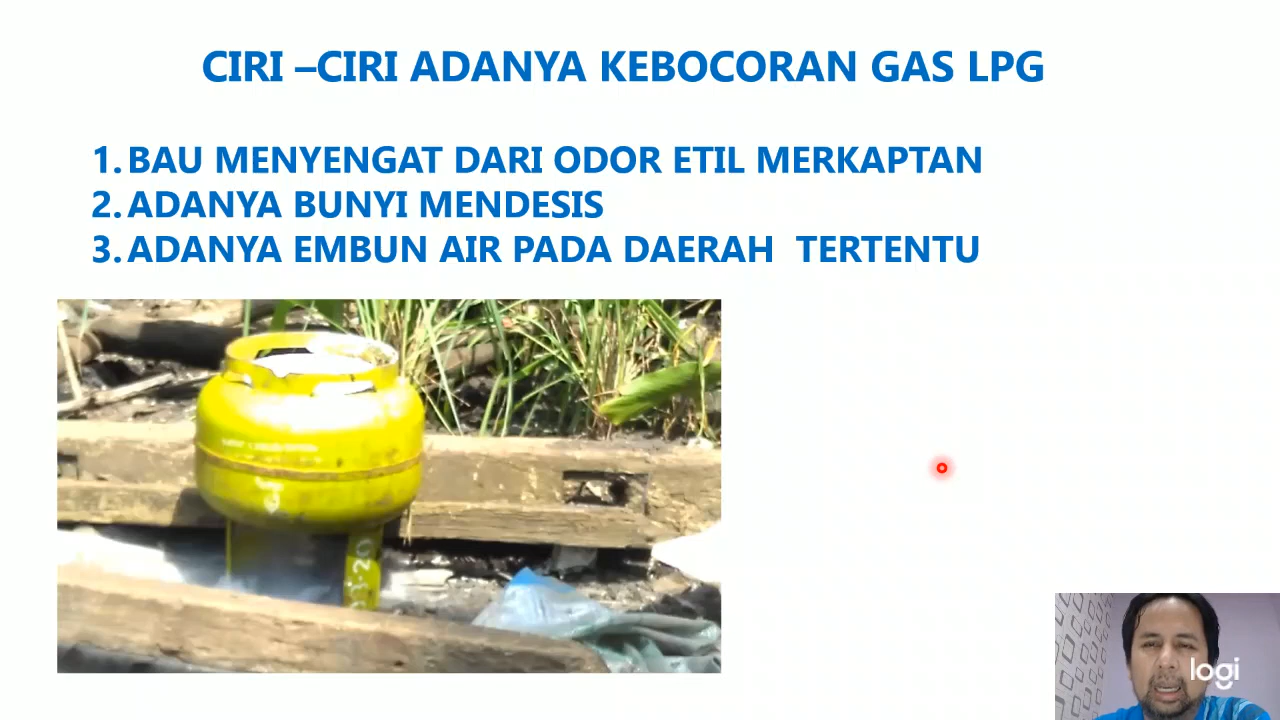 CIRI –CIRI ADANYA KEBOCORAN GAS LPG
1. BAU MENYENGAT DARI ODOR ETIL MERKAPTAN
2. ADANYA BUNYI MENDESIS
3. ADANYA EMBUN AIR PADA DAERAH  TERTENTU
logi